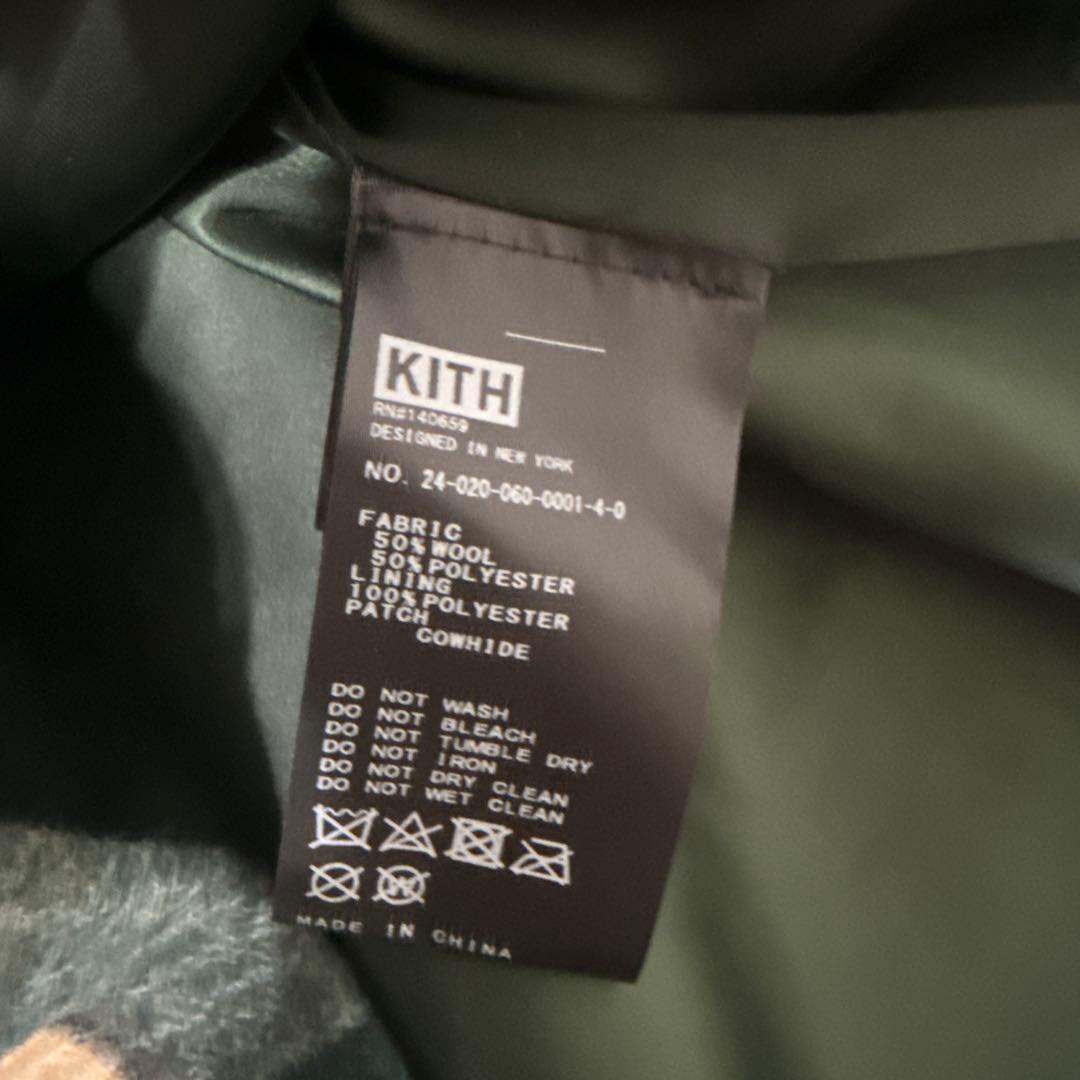 KITH
RN#140659
DESIGNED IN NEW YORK
NO. 24-020-060-0001-4-0
FABRIC
50% WOOL
50% POLYESTER
LINING
100% POLYESTER
PATCH
COWHIDE
DO NOT WASH
DO NOT BLEACH
DO NOT TUMBLE DRY
DO NOT IRON
DO NOT DRY CLEAN
DO NOT WET CLEAN
W
MADE IN CHINA